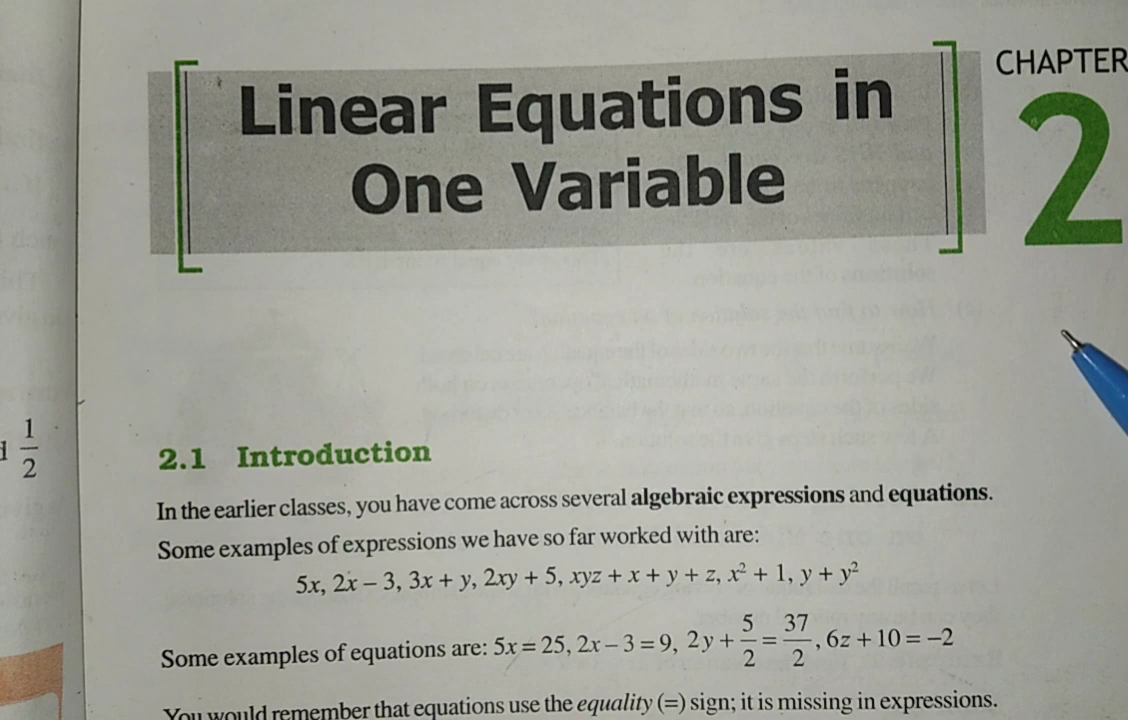 CHAPTER
2
Linear Equations in
One Variable
1/2
2.1 Introduction
In the earlier classes, you have come across several algebraic expressions and equations.
Some examples of expressions we have so far worked with are:
5x, 2x – 3, 3x + y, 2xy + 5, xyz + x + y + z, x² + 1, y + y²
Some examples of equations are: 5x = 25, 2x – 3 = 9, 2y + 5/2 = 37/2, 6z + 10 = –2
You would remember that equations use the equality (=) sign; it is missing in expressions.